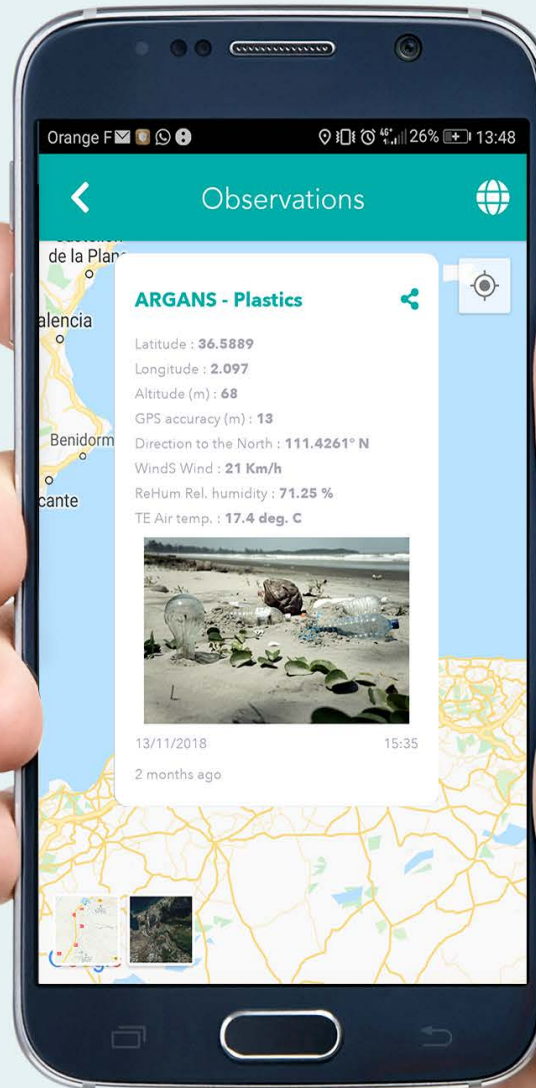 Orange F 26% 13:48
Observations
de la Plan
alencia
Benidorm
cante
ARGANS - Plastics
Latitude : 36.5889
Longitude : 2.097
Altitude (m) : 68
GPS accuracy (m) : 13
Direction to the North : 111.4261° N
WindS Wind : 21 Km/h
ReHum Rel. humidity : 71.25 %
TE Air temp. : 17.4 deg. C
13/11/2018 15:35
2 months ago